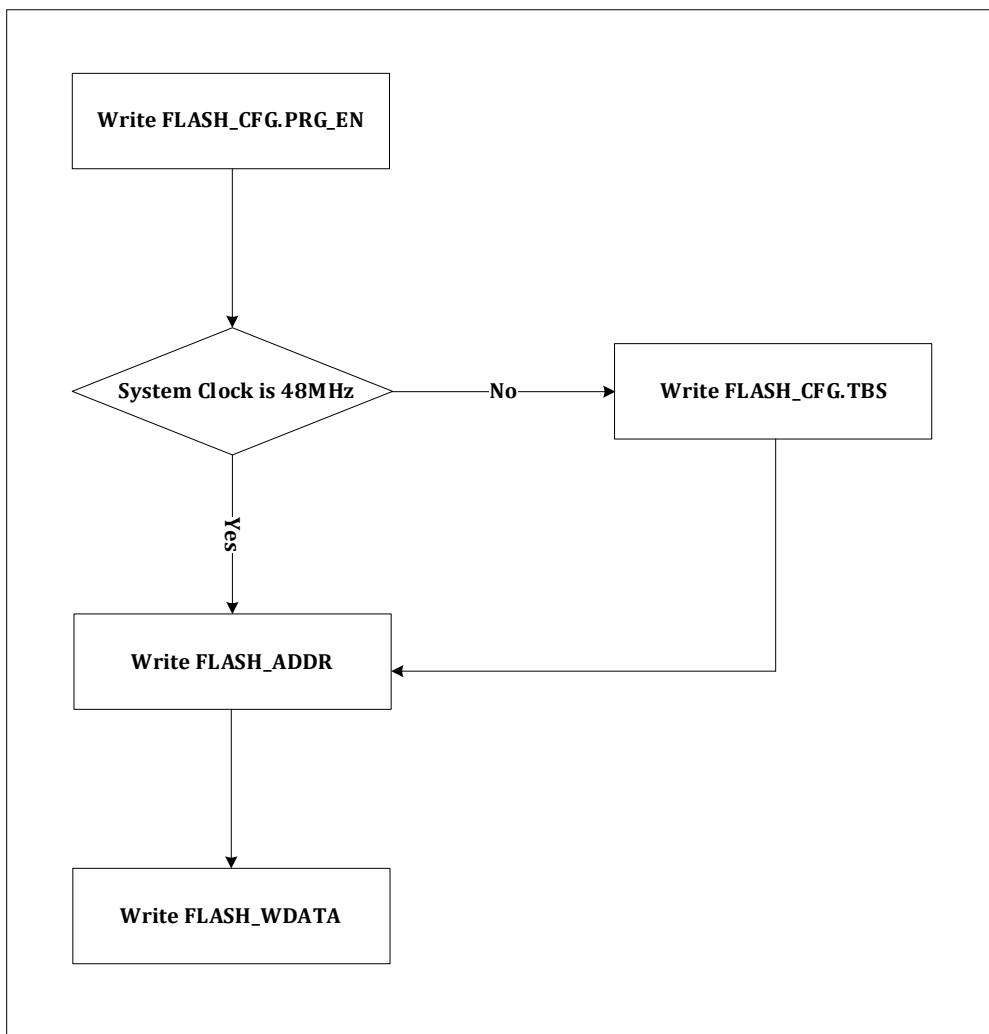 Write FLASH_CFG.PRG_EN
System Clock is 48MHz
No
Write FLASH_CFG.TBS
Yes
Write FLASH_ADDR
Write FLASH_WDATA